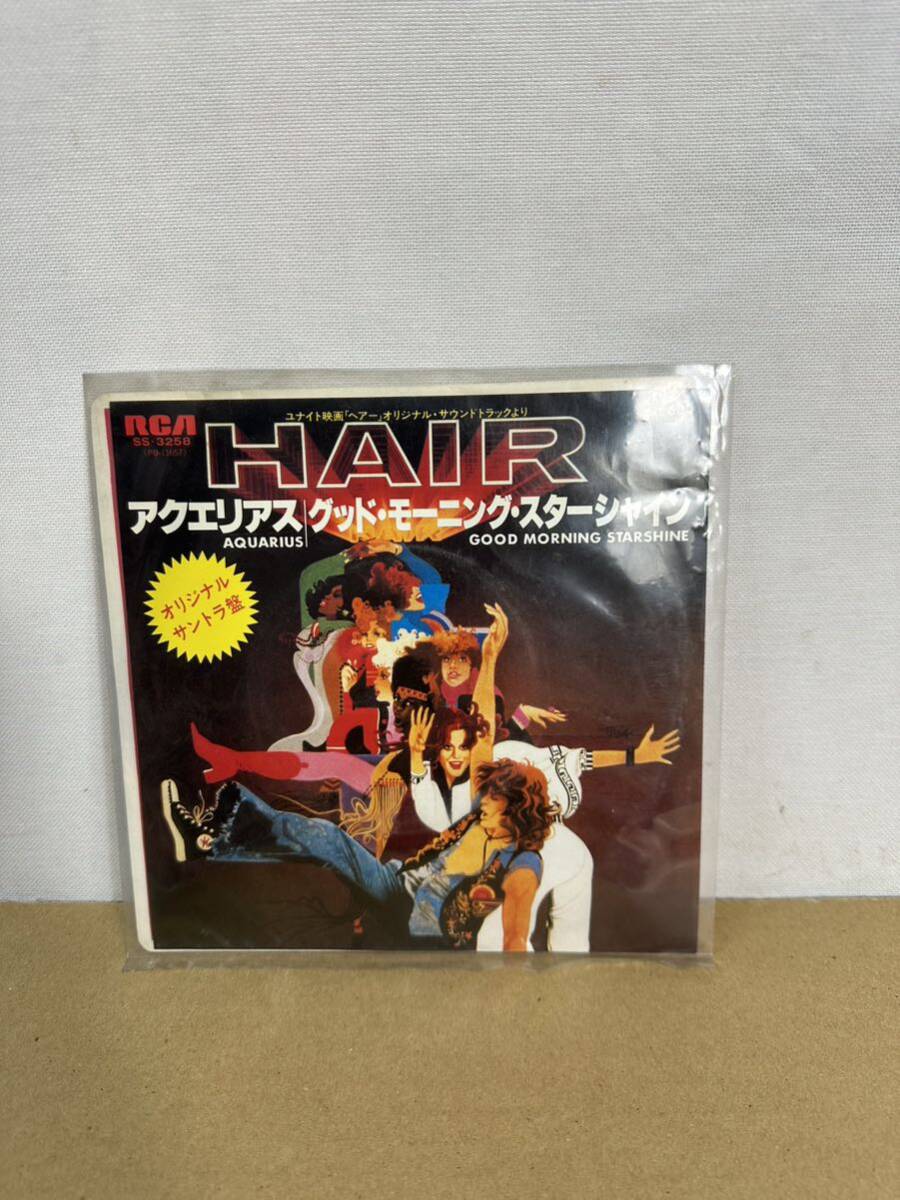 ユナイト映画「ヘアー」オリジナル・サウンドトラックより
RCA
SS-3258
HAIR
アクエリアス
AQUARIUS
グッド・モーニング・スターシャイン
GOOD MORNING STARSHINE
オリジナル
サントラ盤